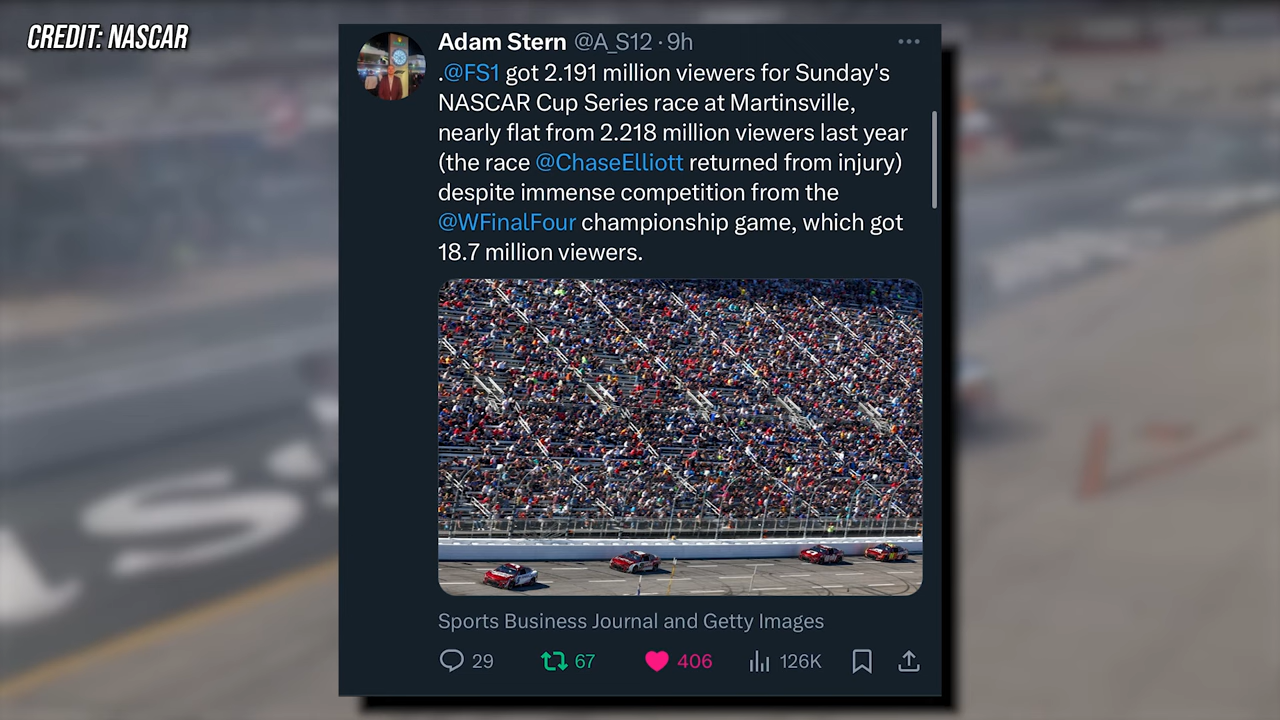 CREDIT: NASCAR
Adam Stern @A_S12 · 9h
.@FS1 got 2.191 million viewers for Sunday's
NASCAR Cup Series race at Martinsville,
nearly flat from 2.218 million viewers last year
(the race @ChaseElliott returned from injury)
despite immense competition from the
@WFinalFour championship game, which got
18.7 million viewers.
Sports Business Journal and Getty Images
29 67 406 126K